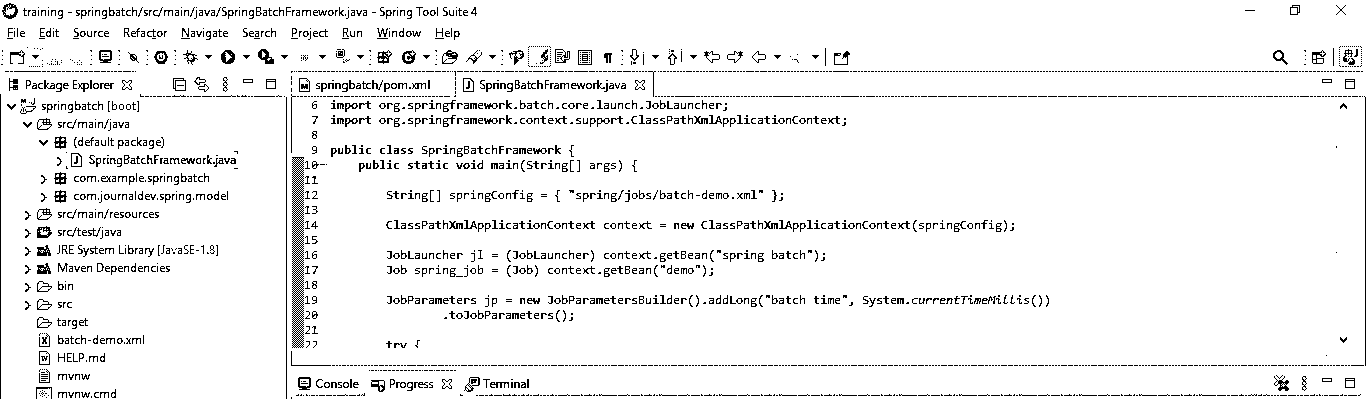 training - springbatch/src/main/java/SpringBatchFramework.java - Spring Tool Suite 4
File Edit Source Refactor Navigate Search Project Run Window Help
Package Explorer
springbatch [boot]
src/main/java
(default package)
SpringBatchFramework.java
com.example.springbatch
com.journaldev.spring.model
src/main/resources
src/test/java
JRE System Library [JavaSE-1.8]
Maven Dependencies
bin
src
target
batch-demo.xml
HELP.md
mvnw
mvnw.cmd
springbatch/pom.xml SpringBatchFramework.java
6 import org.springframework.batch.core.launch.JobLauncher;
7 import org.springframework.context.support.ClassPathXmlApplicationContext;
8
9 public class SpringBatchFramework {
10 public static void main(String[] args) {
11
12 String[] springConfig = { "spring/jobs/batch-demo.xml" };
13
14 ClassPathXmlApplicationContext context = new ClassPathXmlApplicationContext(springConfig);
15
16 JobLauncher jl = (JobLauncher) context.getBean("spring batch");
17 Job spring_job = (Job) context.getBean("demo");
18
19 JobParameters jp = new JobParametersBuilder().addLong("batch time", System.currentTimeMillis())
20 .toJobParameters();
21
22 try {
Console Progress Terminal